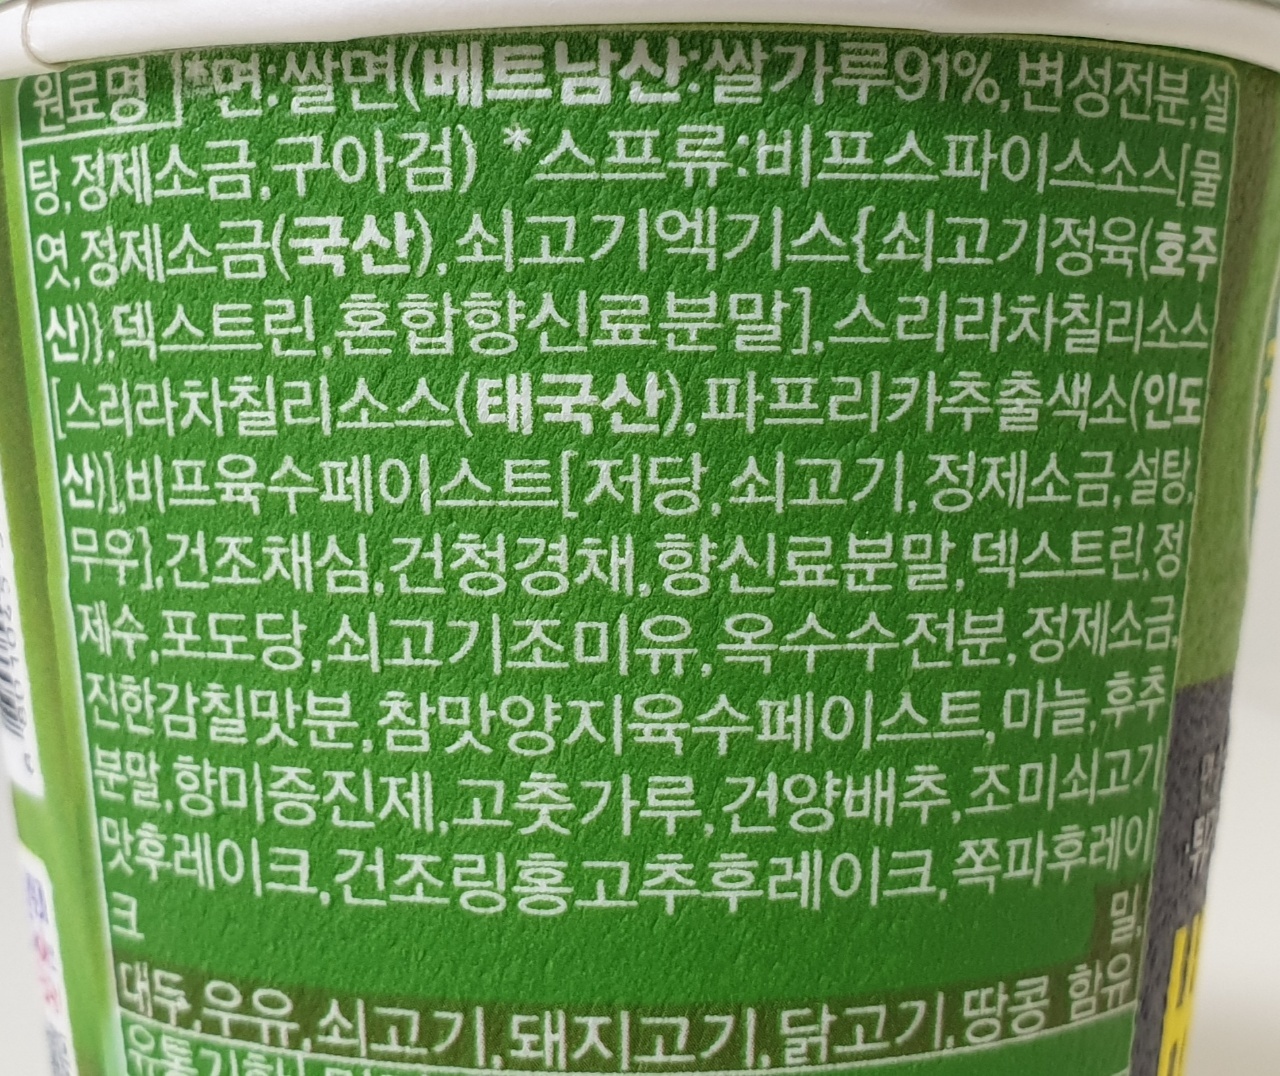 원료명 *면:쌀면(베트남산:쌀가루91%,변성전분,설
탕,정제소금,구아검) *스프류:비프스파이스소스[물
엿,정제소금(국산),쇠고기엑기스{쇠고기정육(호주
산)},덱스트린,혼합향신료분말],스리라차칠리소스
[스리라차칠리소스(태국산),파프리카추출색소(인도
산)],비프육수페이스트[저당,쇠고기,정제소금,설탕,
무우],건조채심,건청경채,향신료분말,덱스트린,정
제수,포도당,쇠고기조미유,옥수수전분,정제소금,
진한감칠맛분,참맛양지육수페이스트,마늘,후추
분말,향미증진제,고춧가루,건양배추,조미쇠고기
맛후레이크,건조링홍고추후레이크,쪽파후레이
크
밀,
대두,우유,쇠고기,돼지고기,닭고기,땅콩 함유
유통기한